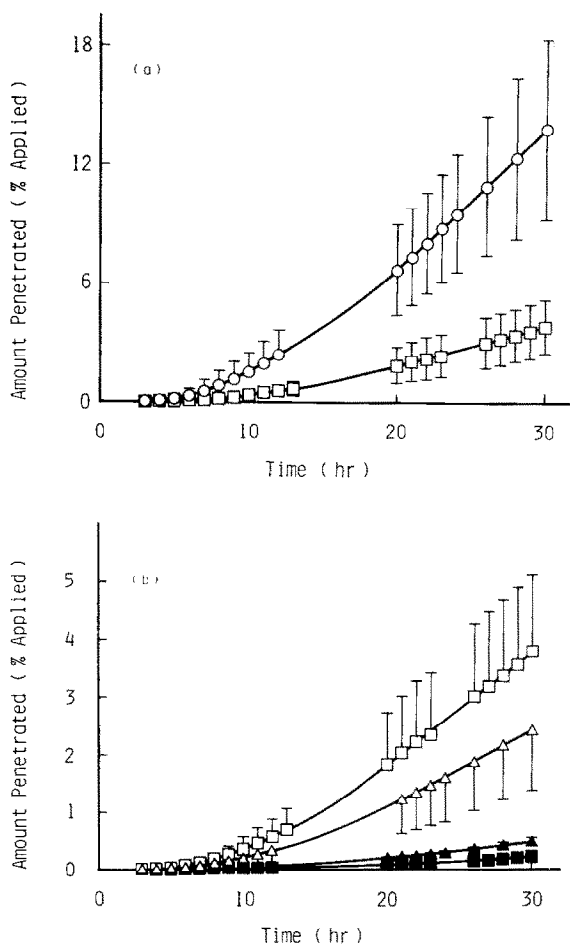 18
12
6
0
(a)
Amount Penetrated ( % Applied )
0 10 20 30
Time ( hr )
5
4
3
2
1
0
(b)
Amount Penetrated ( % Applied )
0 10 20 30
Time ( hr )